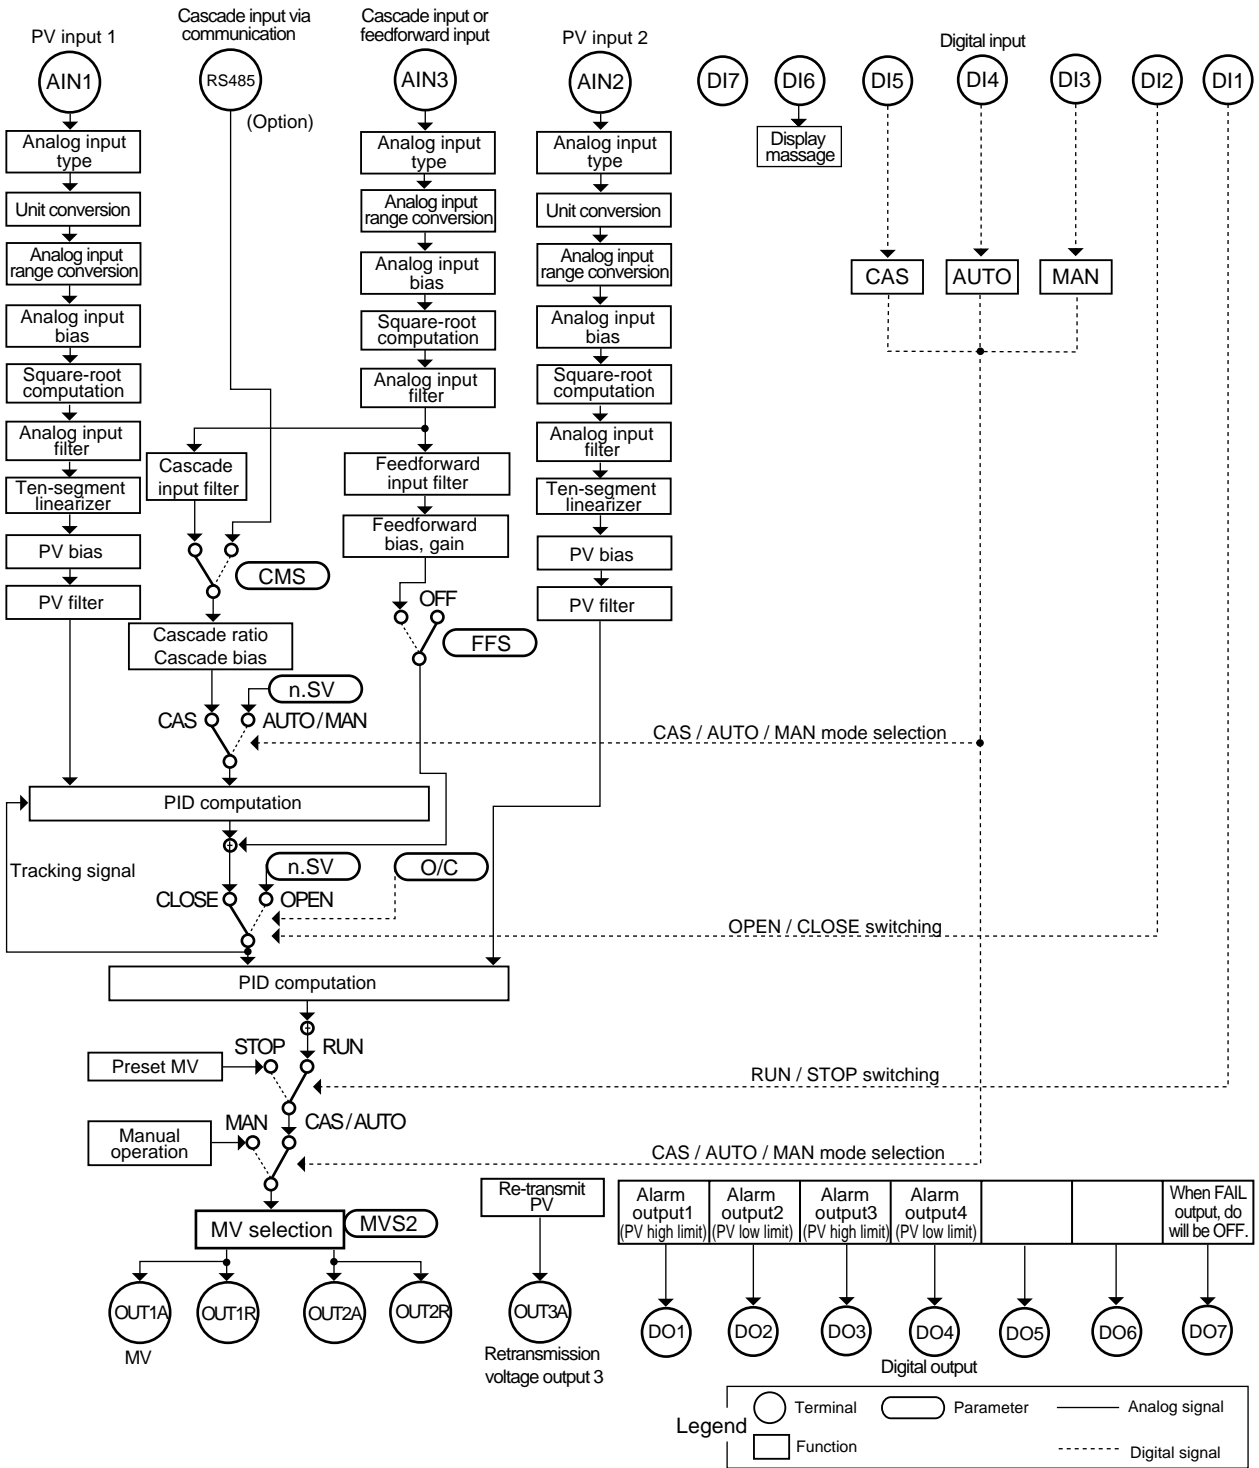 PV input 1
Cascade input via
communication
Cascade input or
feedforward input
PV input 2
Digital input
AIN1
RS485
AIN3
AIN2
DI7
DI6
DI5
DI4
DI3
DI2
DI1
(Option)
Display
massage
Analog input
type
Analog input
type
Analog input
type
Unit conversion
Analog input
range conversion
Unit conversion
Analog input
range conversion
Analog input
bias
Analog input
range conversion
CAS
AUTO
MAN
Analog input
bias
Square-root
computation
Analog input
bias
Square-root
computation
Analog input
filter
Square-root
computation
Analog input
filter
Cascade
input filter
Feedforward
input filter
Analog input
filter
Ten-segment
linearizer
Feedforward
bias, gain
Ten-segment
linearizer
PV bias
CMS
PV bias
PV filter
OFF
PV filter
Cascade ratio
Cascade bias
FFS
n.SV
CAS
AUTO / MAN
CAS / AUTO / MAN mode selection
PID computation
Tracking signal
n.SV
O/C
CLOSE
OPEN
OPEN / CLOSE switching
PID computation
STOP
RUN
Preset MV
RUN / STOP switching
MAN
CAS / AUTO
Manual
operation
CAS / AUTO / MAN mode selection
MV selection
MVS2
Re-transmit
PV
Alarm
output1
(PV high limit)
Alarm
output2
(PV low limit)
Alarm
output3
(PV high limit)
Alarm
output4
(PV low limit)
When FAIL
output, do
will be OFF.
OUT1A
OUT1R
OUT2A
OUT2R
OUT3A
DO1
DO2
DO3
DO4
DO5
DO6
DO7
MV
Retransmission
voltage output 3
Digital output
Legend
Terminal
Parameter
Analog signal
Function
Digital signal